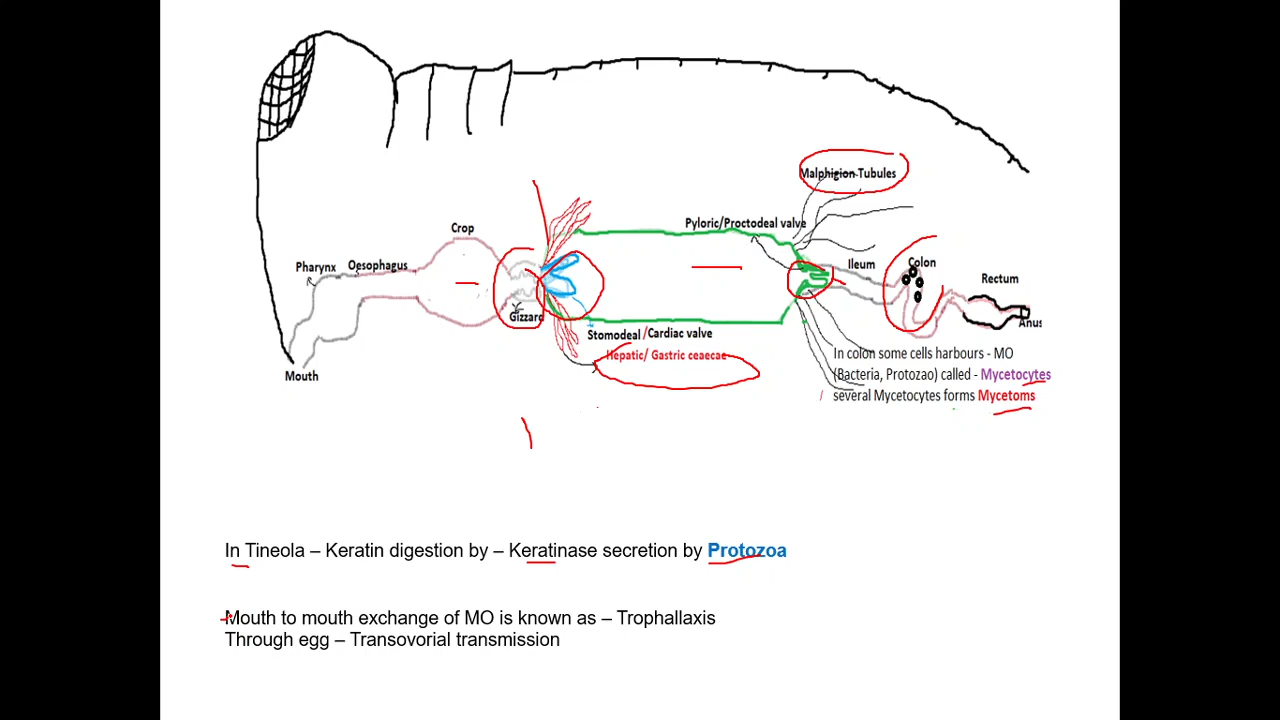 Malphigion Tubules
Pyloric/Proctodeal valve
Crop
Pharynx
Oesophagus
Ileum
Colon
Rectum
Gizzard
Anus
Stomodeal /Cardiac valve
Hepatic/ Gastric ceaecae
Mouth
In colon some cells harbours - MO
(Bacteria, Protozao) called - Mycetocytes
several Mycetocytes forms Mycetoms
In Tineola – Keratin digestion by – Keratinase secretion by Protozoa
Mouth to mouth exchange of MO is known as – Trophallaxis
Through egg – Transovorial transmission